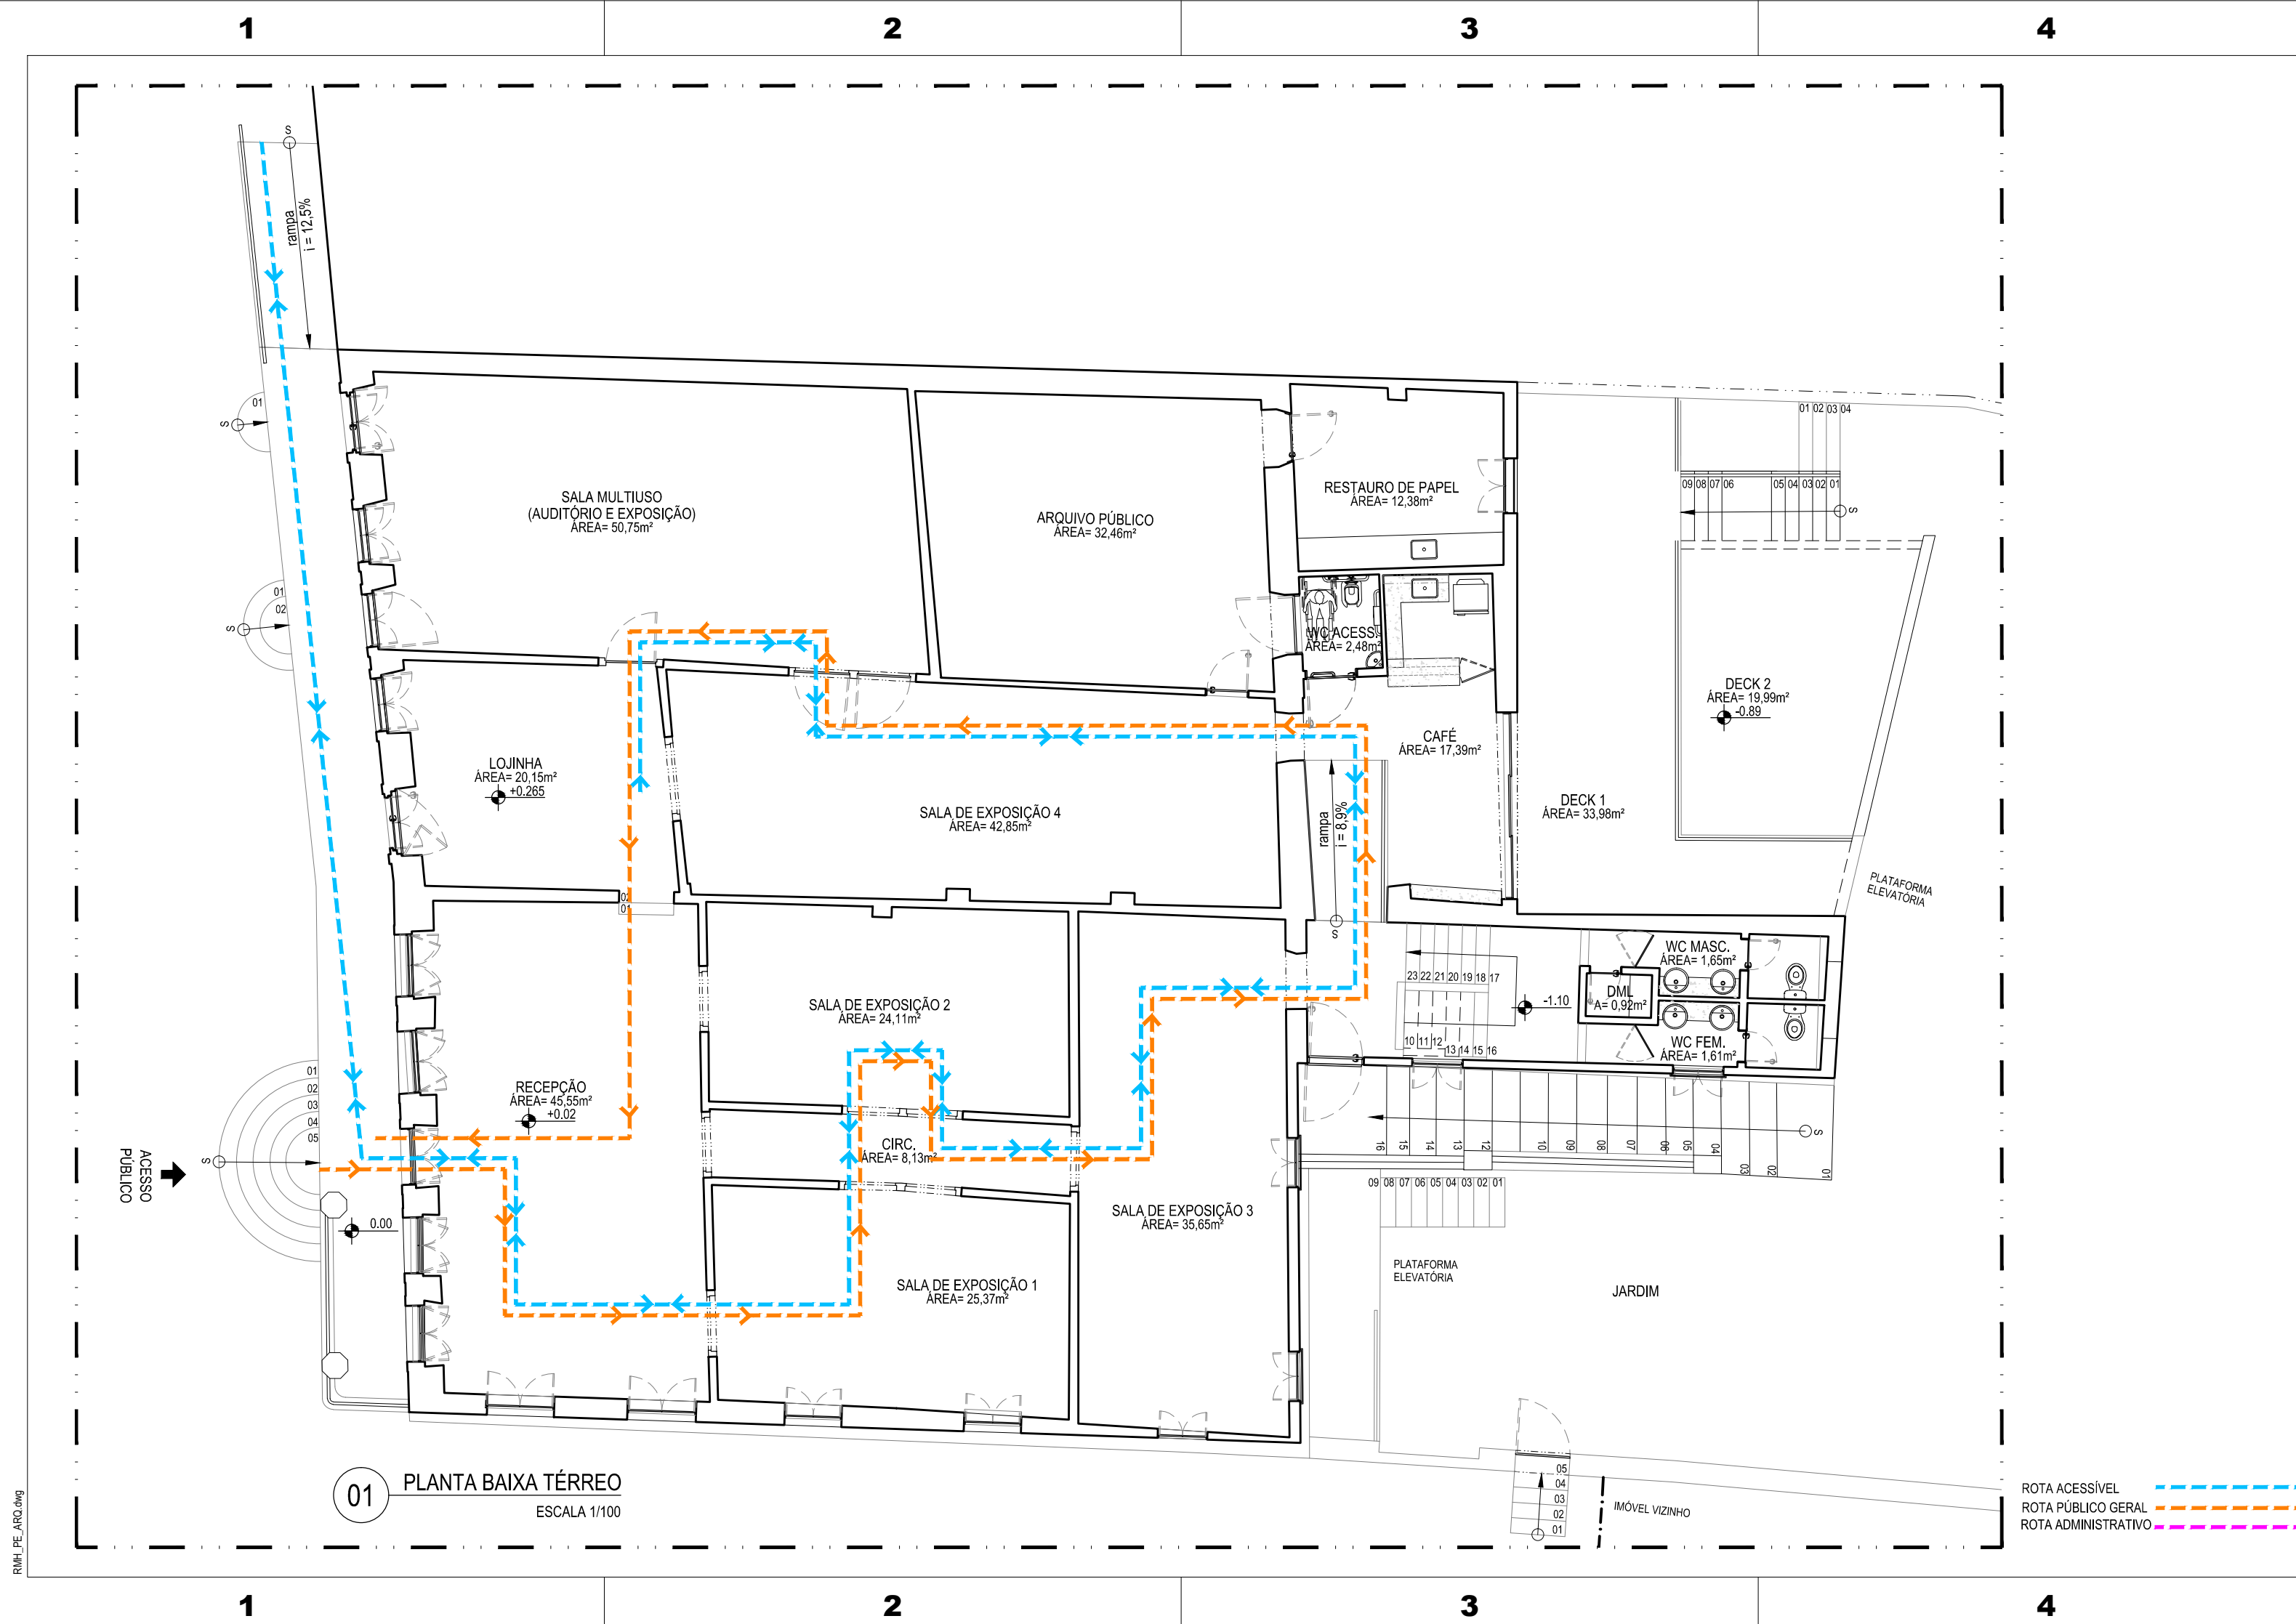 1
2
3
4
S
rampa
i = 12,5%
01
S
01
02
S
SALA MULTIUSO
(AUDITÓRIO E EXPOSIÇÃO)
ÁREA= 50,75m²
ARQUIVO PÚBLICO
ÁREA= 32,46m²
RESTAURO DE PAPEL
ÁREA= 12,38m²
01 02 03 04
09 08 07 06
05 04 03 02 01
S
WC ACESS.
ÁREA= 2,48m²
DECK 2
ÁREA= 19,99m²
-0.89
CAFÉ
ÁREA= 17,39m²
LOJINHA
ÁREA= 20,15m²
+0.265
SALA DE EXPOSIÇÃO 4
ÁREA= 42,85m²
rampa
i = 8,9%
S
DECK 1
ÁREA= 33,98m²
PLATAFORMA
ELEVATÓRIA
02
01
SALA DE EXPOSIÇÃO 2
ÁREA= 24,11m²
23 22 21 20 19 18 17
-1.10
10 11 12 13 14 15 16
WC MASC.
ÁREA= 1,65m²
DML
A= 0,92m²
WC FEM.
ÁREA= 1,61m²
RECEPÇÃO
ÁREA= 45,55m²
+0.02
01
02
03
04
05
S
ACESSO
PÚBLICO
0.00
CIRC.
ÁREA= 8,13m²
16 15 14 13 12 10 09 08 07 06 05 04 03 02 01
S
09 08 07 06 05 04 03 02 01
SALA DE EXPOSIÇÃO 3
ÁREA= 35,65m²
SALA DE EXPOSIÇÃO 1
ÁREA= 25,37m²
PLATAFORMA
ELEVATÓRIA
JARDIM
05
04
03
02
01
IMÓVEL VIZINHO
01
PLANTA BAIXA TÉRREO
ESCALA 1/100
ROTA ACESSÍVEL
ROTA PÚBLICO GERAL
ROTA ADMINISTRATIVO
RMH_PE_ARQ.dwg
1
2
3
4